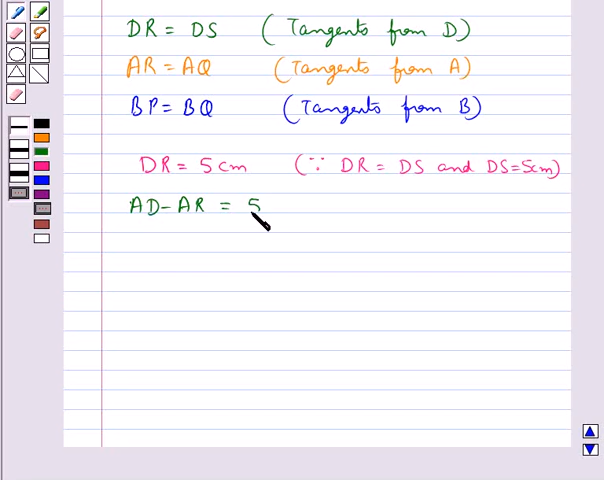 DR = DS (Tangents from D)
AR = AQ (Tangents from A)
BP = BQ (Tangents from B)
DR = 5 cm (∵ DR = DS and DS=5cm)
AD - AR = 5